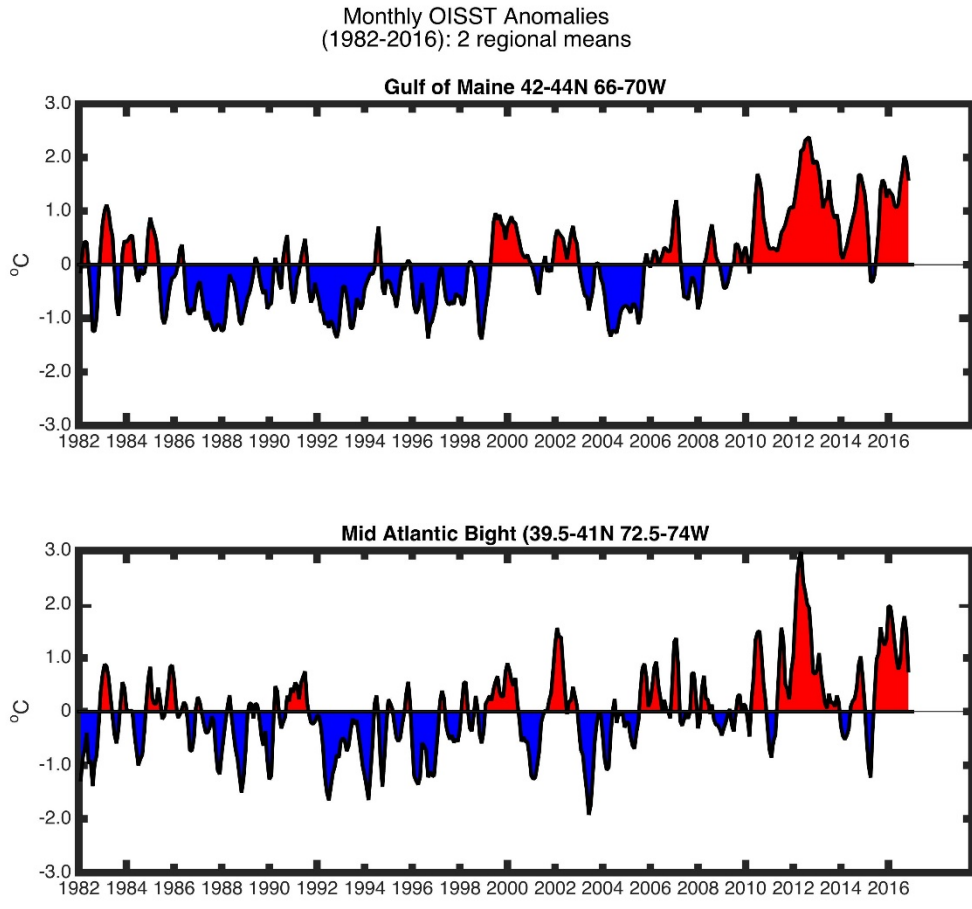 Monthly OISST Anomalies
(1982-2016): 2 regional means
Gulf of Maine 42-44N 66-70W
3.0
2.0
1.0
0
-1.0
-2.0
-3.0
°C
1982 1984 1986 1988 1990 1992 1994 1996 1998 2000 2002 2004 2006 2008 2010 2012 2014 2016
Mid Atlantic Bight (39.5-41N 72.5-74W
3.0
2.0
1.0
0
-1.0
-2.0
-3.0
°C
1982 1984 1986 1988 1990 1992 1994 1996 1998 2000 2002 2004 2006 2008 2010 2012 2014 2016